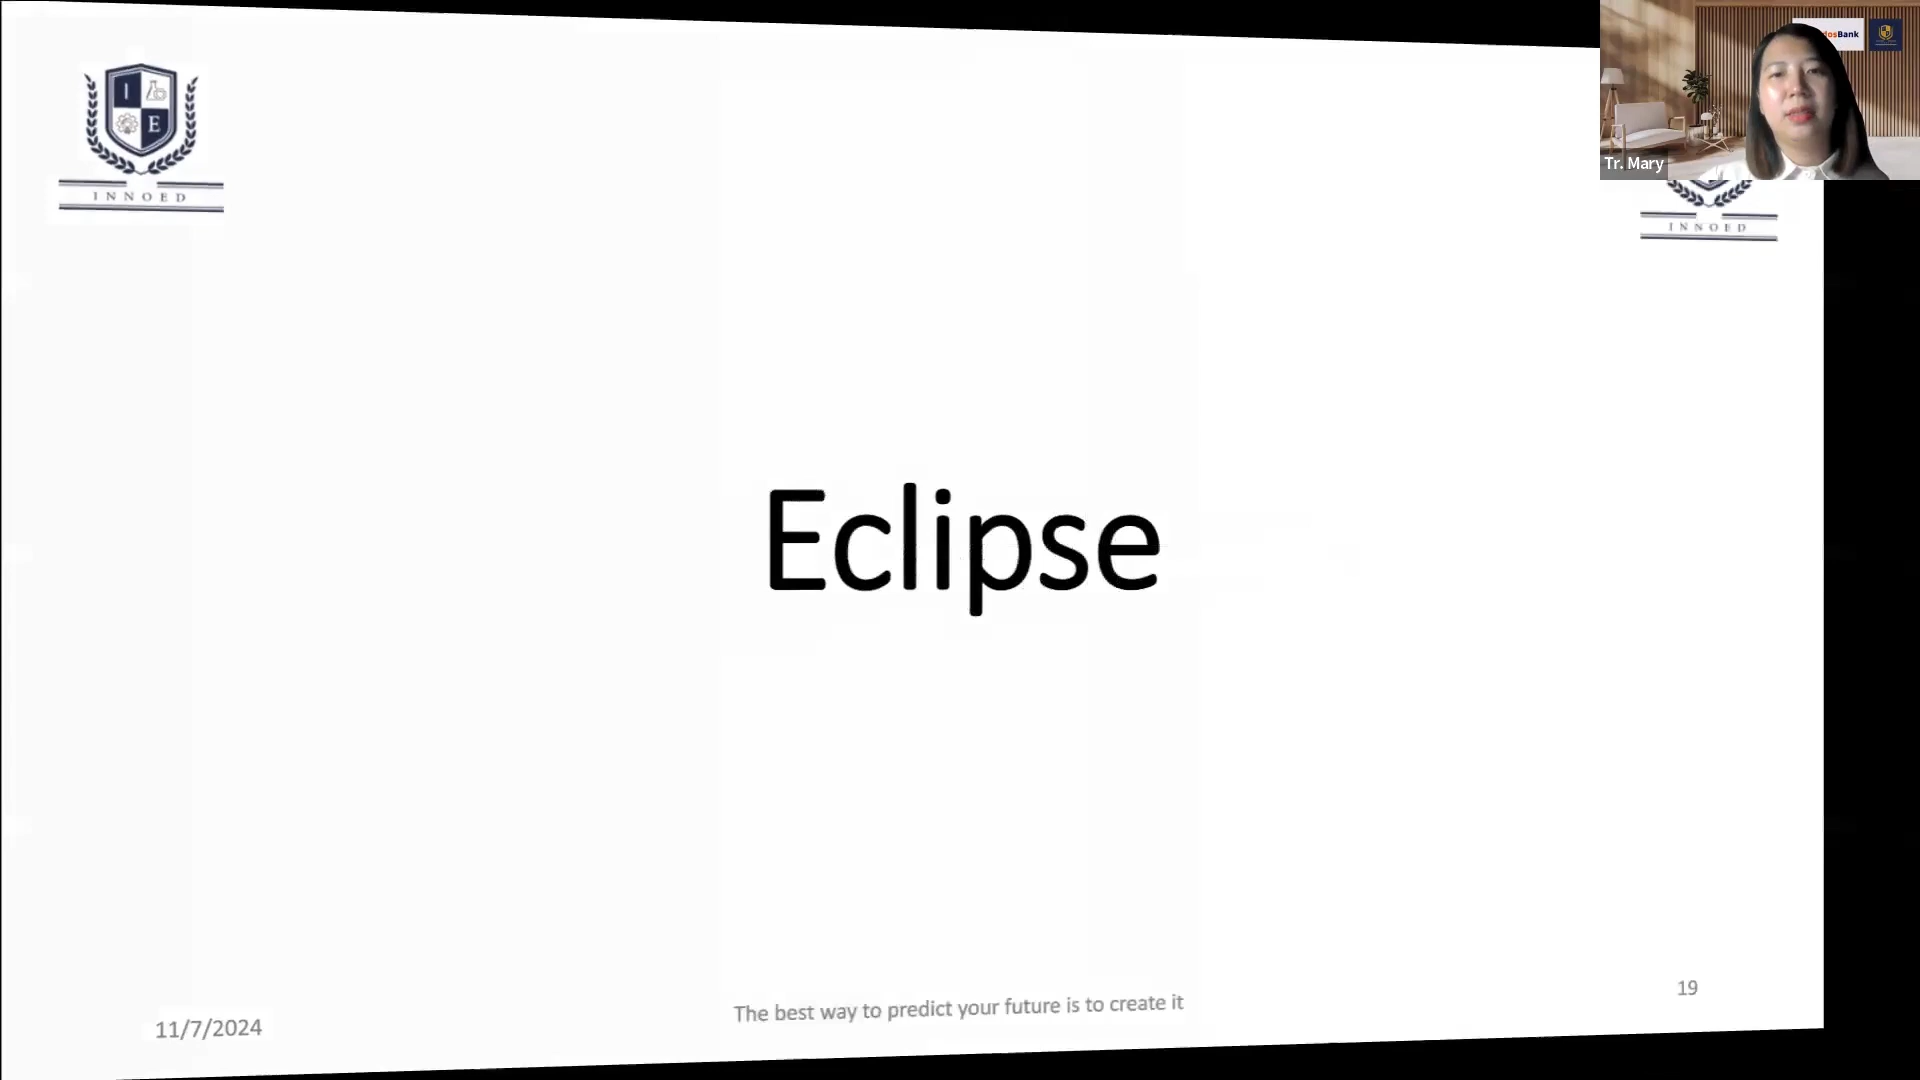 I
E
INNOED
dosBank
Tr. Mary
INNOED
Eclipse
11/7/2024
The best way to predict your future is to create it
19